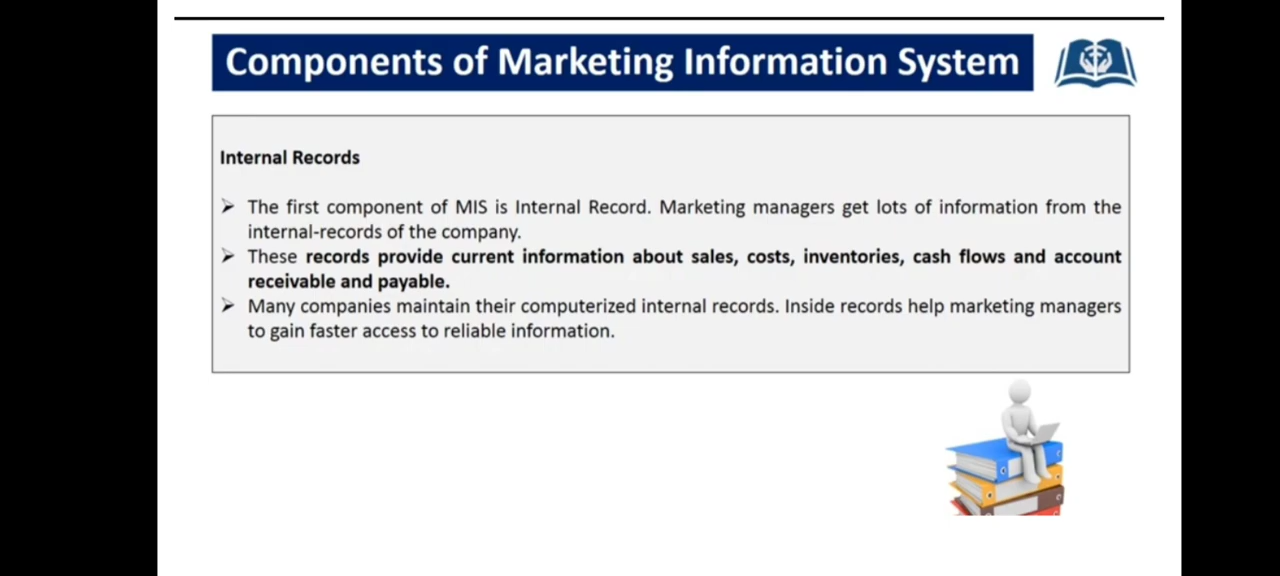 Components of Marketing Information System
Internal Records
➤ The first component of MIS is Internal Record. Marketing managers get lots of information from the
internal-records of the company.
➤ These records provide current information about sales, costs, inventories, cash flows and account
receivable and payable.
➤ Many companies maintain their computerized internal records. Inside records help marketing managers
to gain faster access to reliable information.